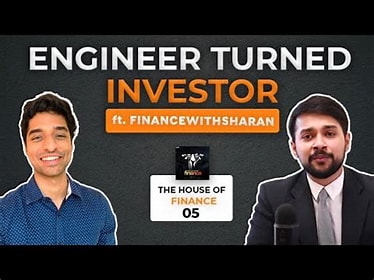 ENGINEER TURNED
INVESTOR
ft. FINANCEWITHSHARAN
THE HOUSE OF
FINANCE
05